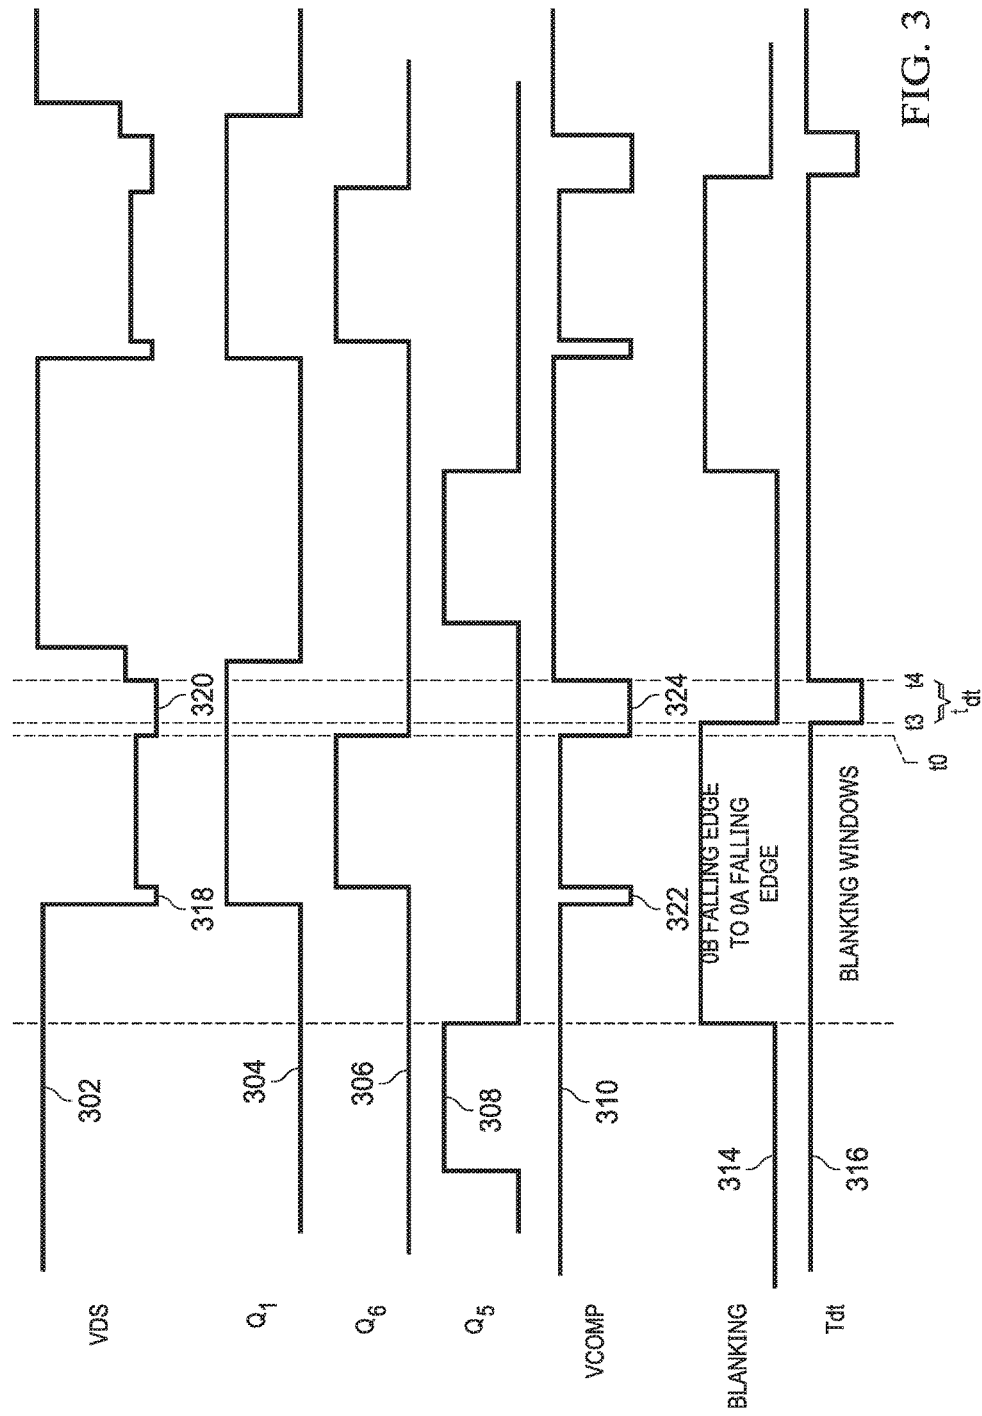 VDS
302
318
320
Q1
304
Q6
306
Q5
308
VCOMP
310
322
324
BLANKING
314
0B FALLING EDGE
TO 0A FALLING
EDGE
Tdt
316
BLANKING WINDOWS
t0
t3
t4
tdt
FIG. 3